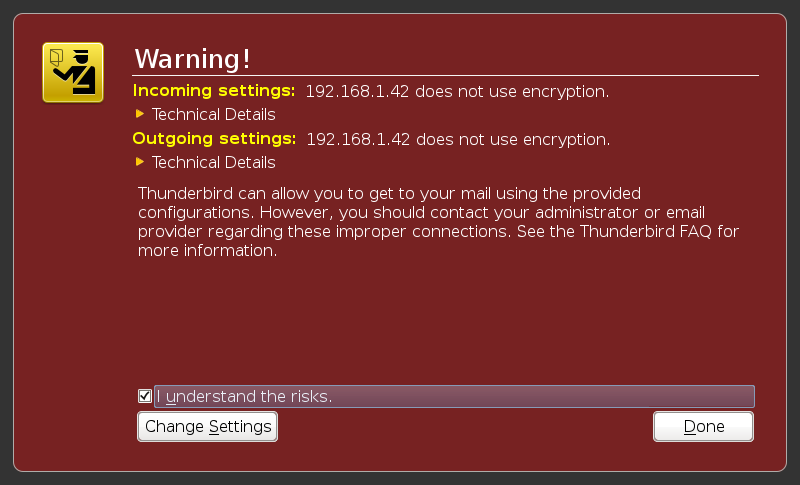 Warning!
Incoming settings: 192.168.1.42 does not use encryption.
Technical Details
Outgoing settings: 192.168.1.42 does not use encryption.
Technical Details
Thunderbird can allow you to get to your mail using the provided
configurations. However, you should contact your administrator or email
provider regarding these improper connections. See the Thunderbird FAQ for
more information.
I understand the risks.
Change Settings Done